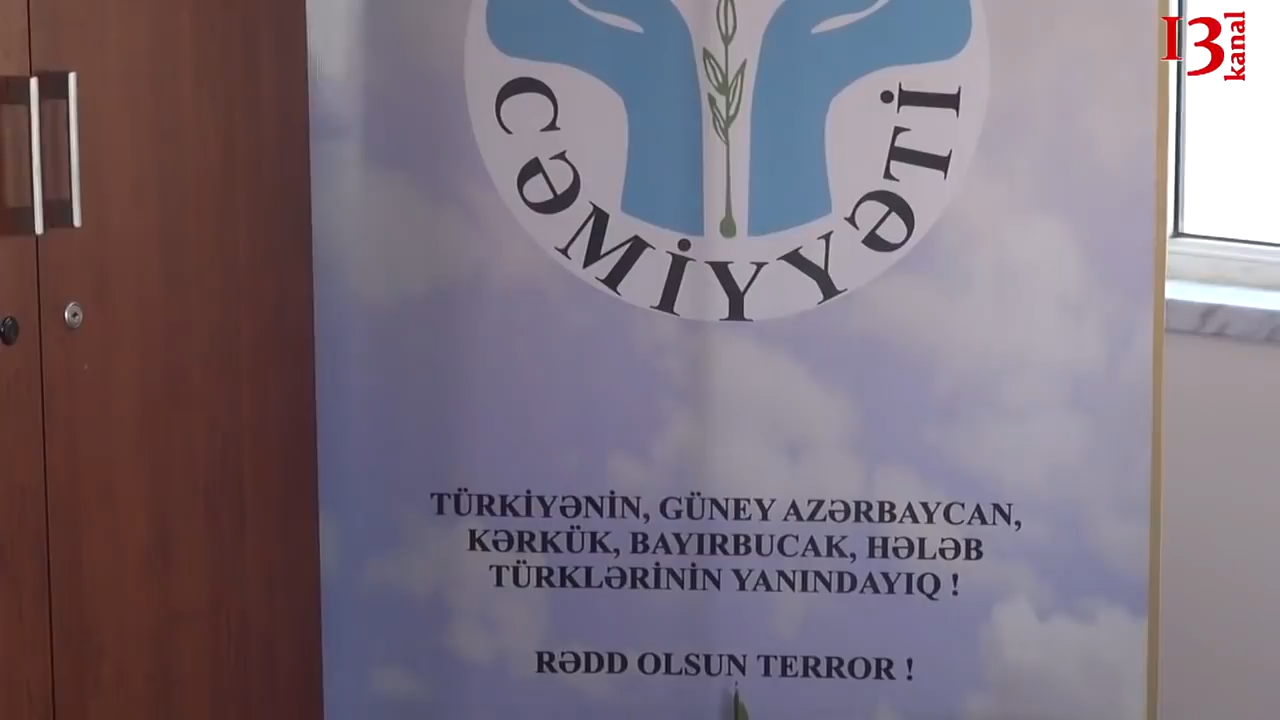 13 kanal
CƏMİYYƏTİ
TÜRKİYƏNİN, GÜNEY AZƏRBAYCAN,
KƏRKÜK, BAYIRBUCAK, HƏLƏB
TÜRKLƏRİNİN YANINDAYIQ !
RƏDD OLSUN TERROR !